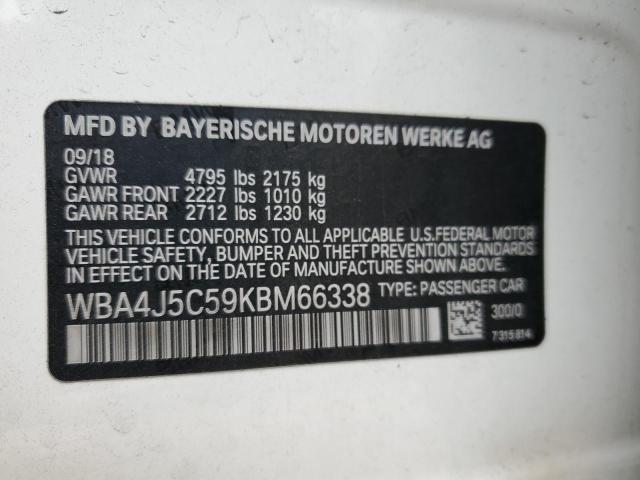 MFD BY BAYERISCHE MOTOREN WERKE AG
09/18
GVWR 4795 lbs 2175 kg
GAWR FRONT 2227 lbs 1010 kg
GAWR REAR 2712 lbs 1230 kg
THIS VEHICLE CONFORMS TO ALL APPLICABLE U.S.FEDERAL MOTOR
VEHICLE SAFETY, BUMPER AND THEFT PREVENTION STANDARDS
IN EFFECT ON THE DATE OF MANUFACTURE SHOWN ABOVE.
WBA4J5C59KBM66338 TYPE: PASSENGER CAR
300/0
7315814